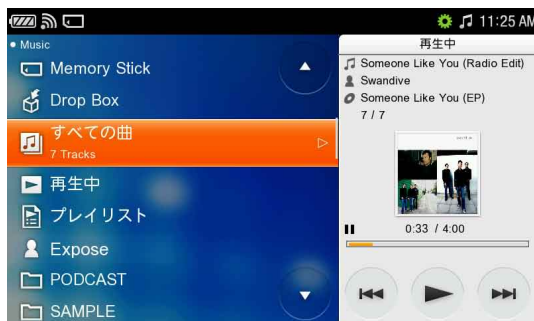 11:25 AM
Music
Memory Stick
Drop Box
すべての曲
7 Tracks
再生中
プレイリスト
Expose
PODCAST
SAMPLE
再生中
Someone Like You (Radio Edit)
Swandive
Someone Like You (EP)
7 / 7
0:33 / 4:00